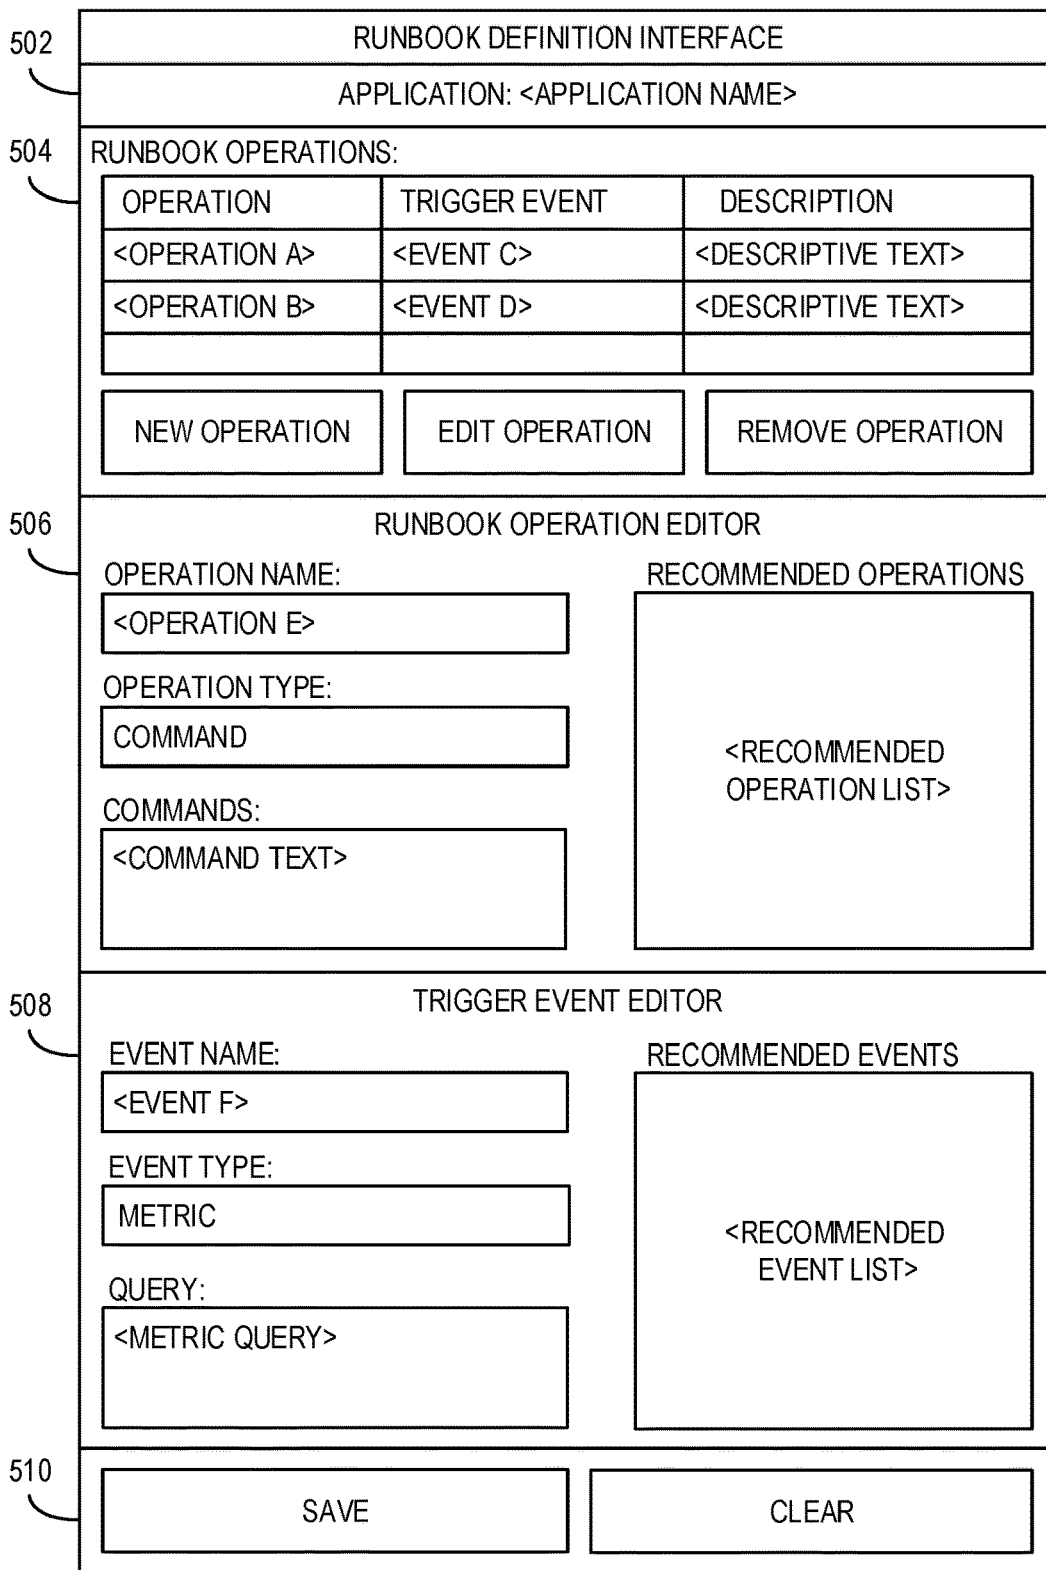 502
RUNBOOK DEFINITION INTERFACE
APPLICATION: <APPLICATION NAME>
504
RUNBOOK OPERATIONS:
OPERATION TRIGGER EVENT DESCRIPTION
<OPERATION A> <EVENT C> <DESCRIPTIVE TEXT>
<OPERATION B> <EVENT D> <DESCRIPTIVE TEXT>
NEW OPERATION EDIT OPERATION REMOVE OPERATION
506
RUNBOOK OPERATION EDITOR
OPERATION NAME:
<OPERATION E>
OPERATION TYPE:
COMMAND
COMMANDS:
<COMMAND TEXT>
RECOMMENDED OPERATIONS
<RECOMMENDED
OPERATION LIST>
508
TRIGGER EVENT EDITOR
EVENT NAME:
<EVENT F>
EVENT TYPE:
METRIC
QUERY:
<METRIC QUERY>
RECOMMENDED EVENTS
<RECOMMENDED
EVENT LIST>
510
SAVE CLEAR